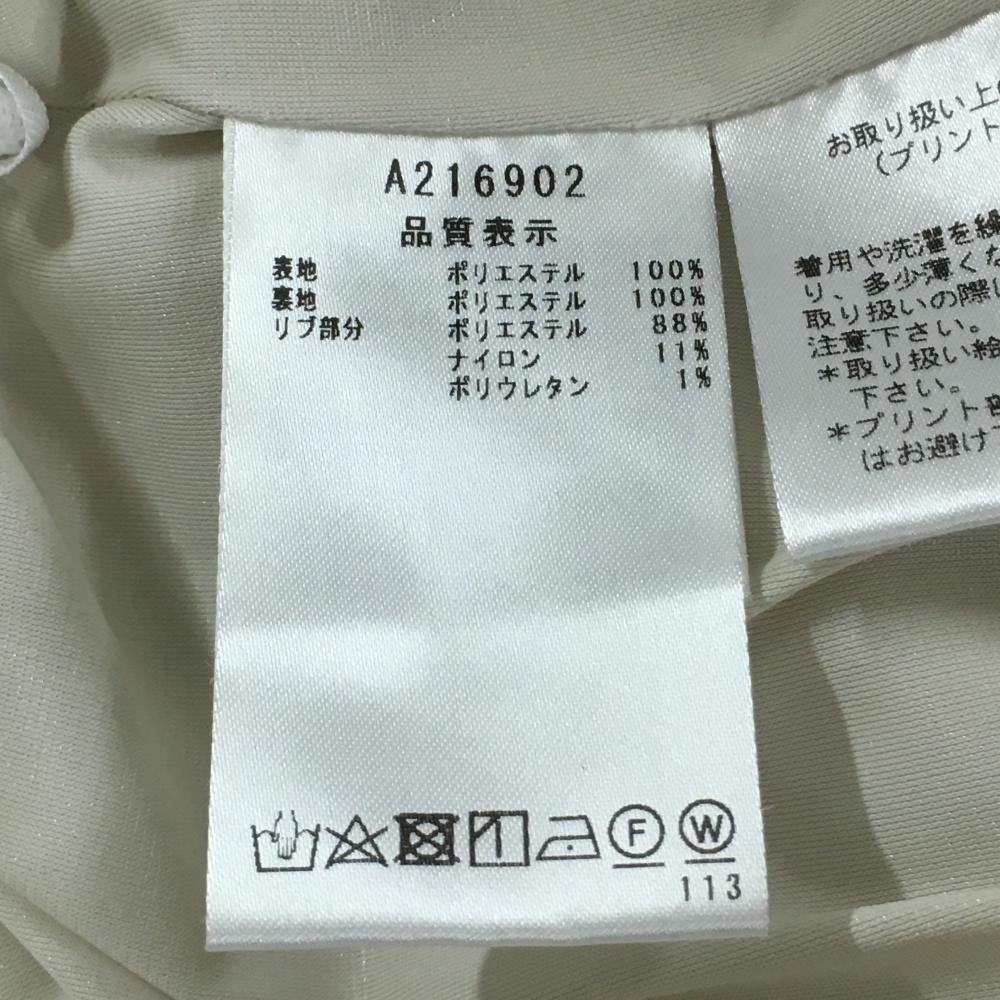 A216902
品質表示
表地 ポリエステル 100%
裏地 ポリエステル 100%
リブ部分 ポリエステル 88%
ナイロン 11%
ポリウレタン 1%
F W
113
お取り扱い上の
(プリント
着用や洗濯を繰
り、多少薄くな
取り扱いの際に
注意下さい。
*取り扱い絵
下さい。
*プリント部
はお避け下